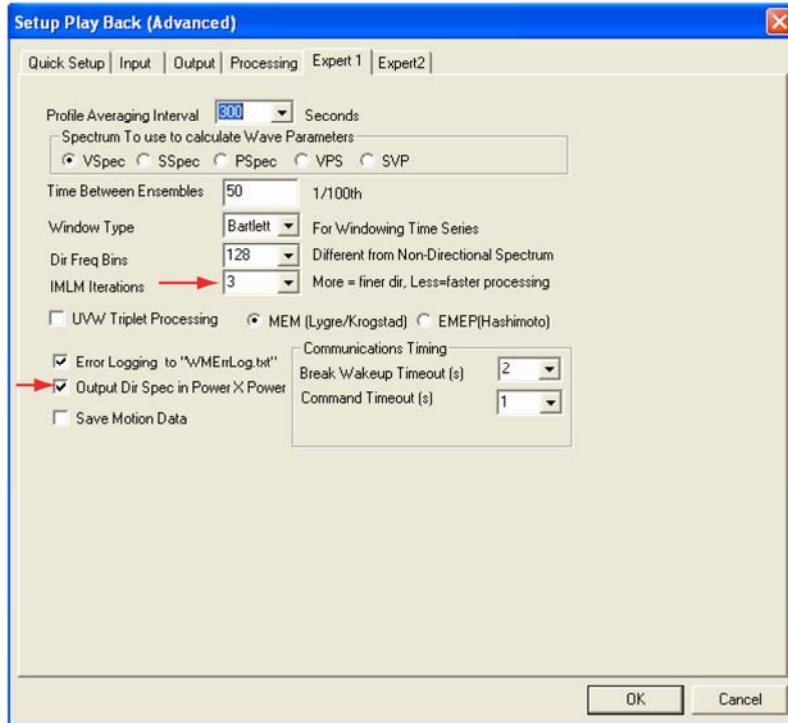 Setup Play Back (Advanced)
Quick Setup Input Output Processing Expert 1 Expert2
Profile Averaging Interval 300 Seconds
Spectrum To use to calculate Wave Parameters
VSpec SSpec PSpec VPS SVP
Time Between Ensembles 50 1/100th
Window Type Bartlett For Windowing Time Series
Dir Freq Bins 128 Different from Non-Directional Spectrum
IMLM Iterations 3 More = finer dir, Less=faster processing
UVW Triplet Processing MEM (Lygre/Krogstad) EMEP(Hashimoto)
Communications Timing
Error Logging to "WMErrLog.txt"
Break Wakeup Timeout (s) 2
Output Dir Spec in Power X Power
Command Timeout (s) 1
Save Motion Data
OK Cancel